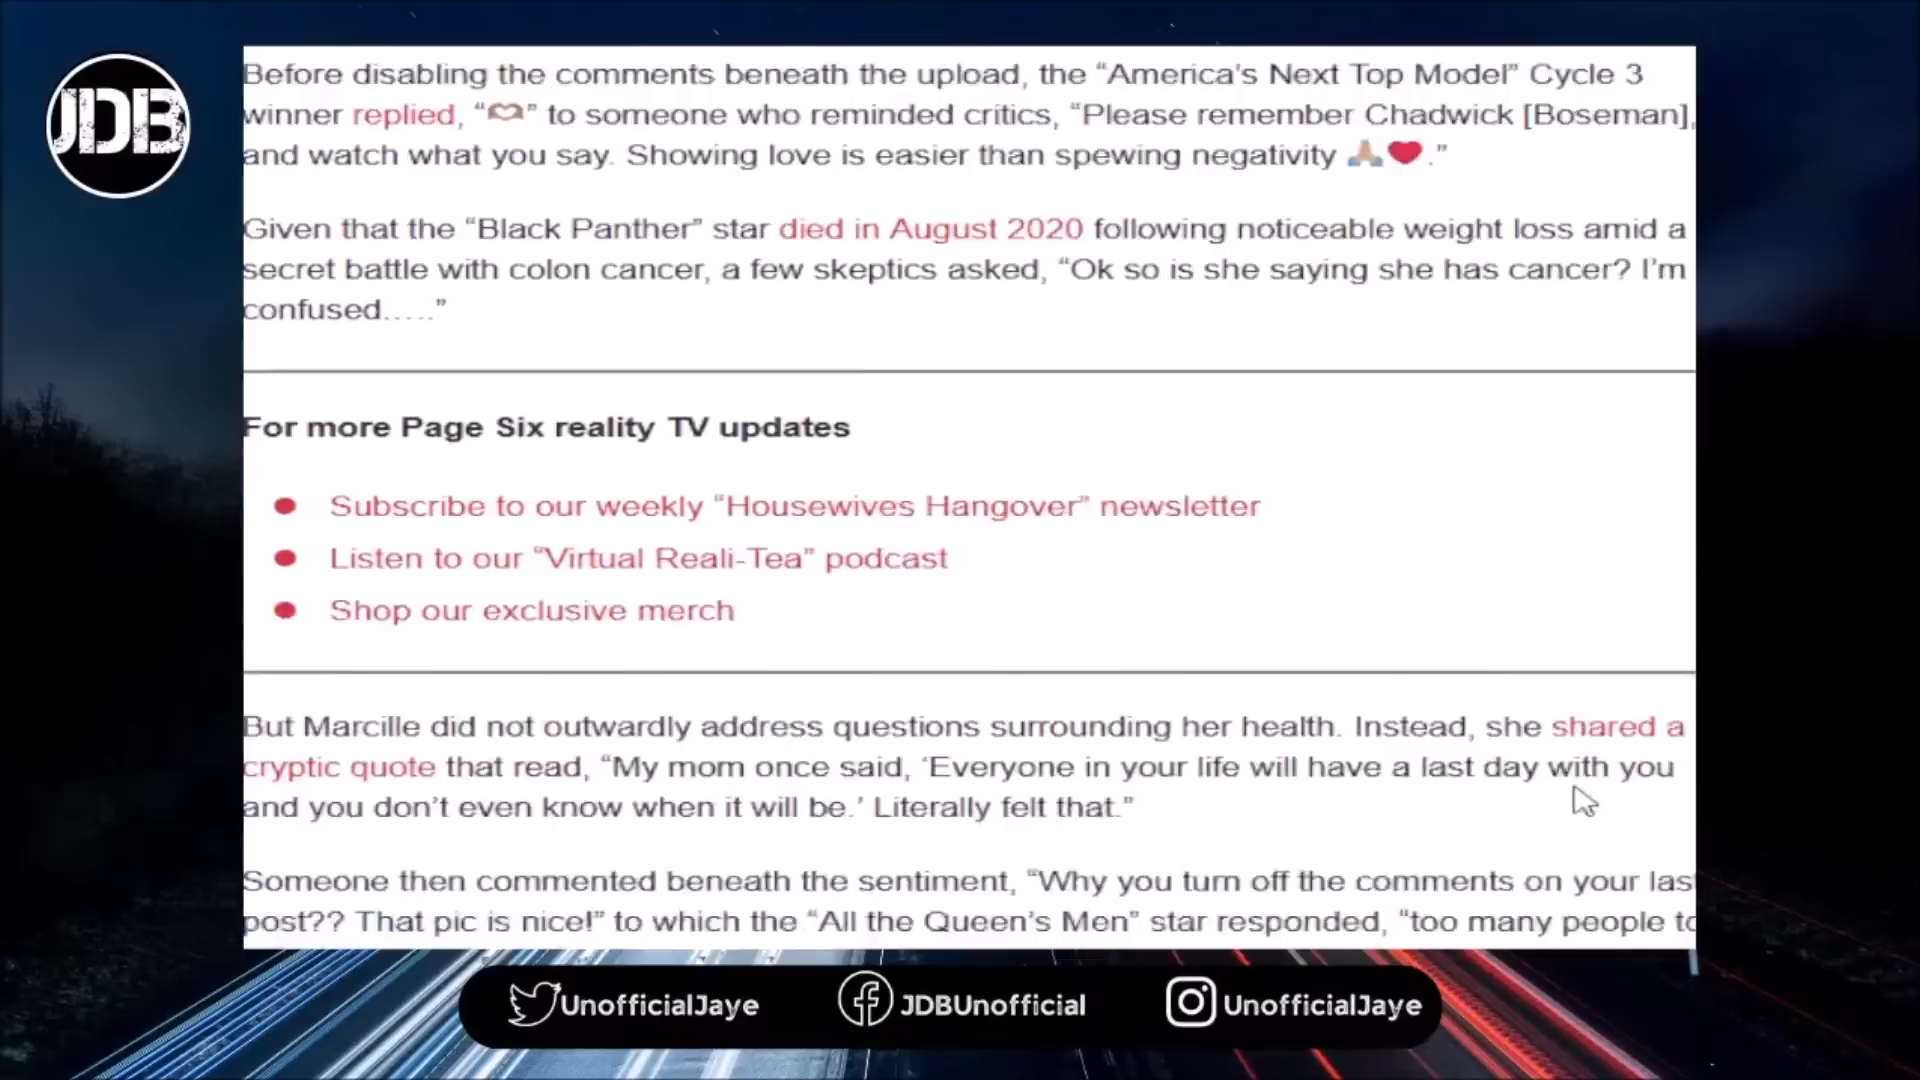 JDB
Before disabling the comments beneath the upload, the “America's Next Top Model” Cycle 3
winner replied, “🫶🏽” to someone who reminded critics, “Please remember Chadwick [Boseman],
and watch what you say. Showing love is easier than spewing negativity 🙏🏽❤️.”
Given that the “Black Panther” star died in August 2020 following noticeable weight loss amid a
secret battle with colon cancer, a few skeptics asked, “Ok so is she saying she has cancer? I’m
confused…..”
For more Page Six reality TV updates
Subscribe to our weekly “Housewives Hangover” newsletter
Listen to our “Virtual Reali-Tea” podcast
Shop our exclusive merch
But Marcille did not outwardly address questions surrounding her health. Instead, she shared a
cryptic quote that read, “My mom once said, ‘Everyone in your life will have a last day with you
and you don’t even know when it will be.’ Literally felt that.”
Someone then commented beneath the sentiment, “Why you turn off the comments on your las
post?? That pic is nice!” to which the “All the Queen’s Men” star responded, “too many people to
UnofficialJaye
JDBUnofficial
UnofficialJaye